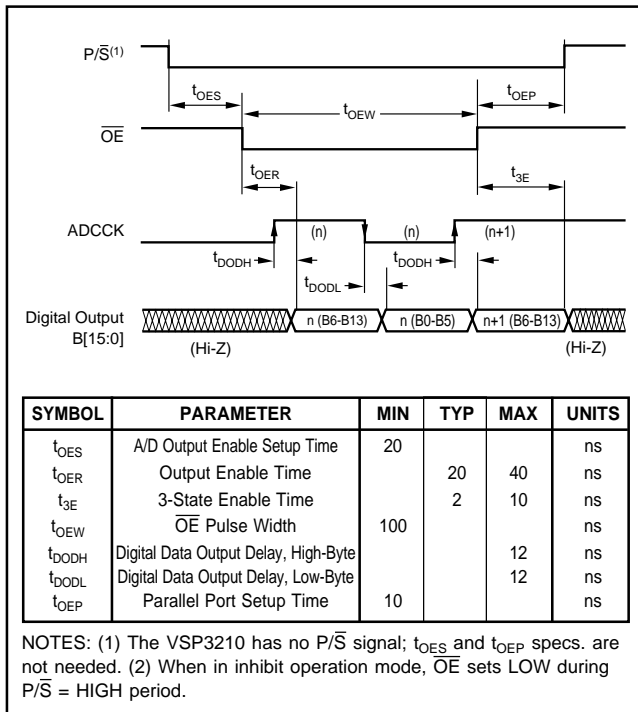 P/S̅(1)
tOES
tOEW
tOEP
O̅E̅
tOER
t3E
ADCCK
(n)
(n)
(n+1)
tDODH
tDODL
tDODH
Digital Output
B[15:0]
n (B6-B13)
n (B0-B5)
n+1 (B6-B13)
(Hi-Z)
(Hi-Z)
SYMBOL PARAMETER MIN TYP MAX UNITS
tOES A/D Output Enable Setup Time 20 ns
tOER Output Enable Time 20 40 ns
t3E 3-State Enable Time 2 10 ns
tOEW O̅E̅ Pulse Width 100 ns
tDODH Digital Data Output Delay, High-Byte 12 ns
tDODL Digital Data Output Delay, Low-Byte 12 ns
tOEP Parallel Port Setup Time 10 ns
NOTES: (1) The VSP3210 has no P/S̅ signal; tOES and tOEP specs. are
not needed. (2) When in inhibit operation mode, O̅E̅ sets LOW during
P/S̅ = HIGH period.